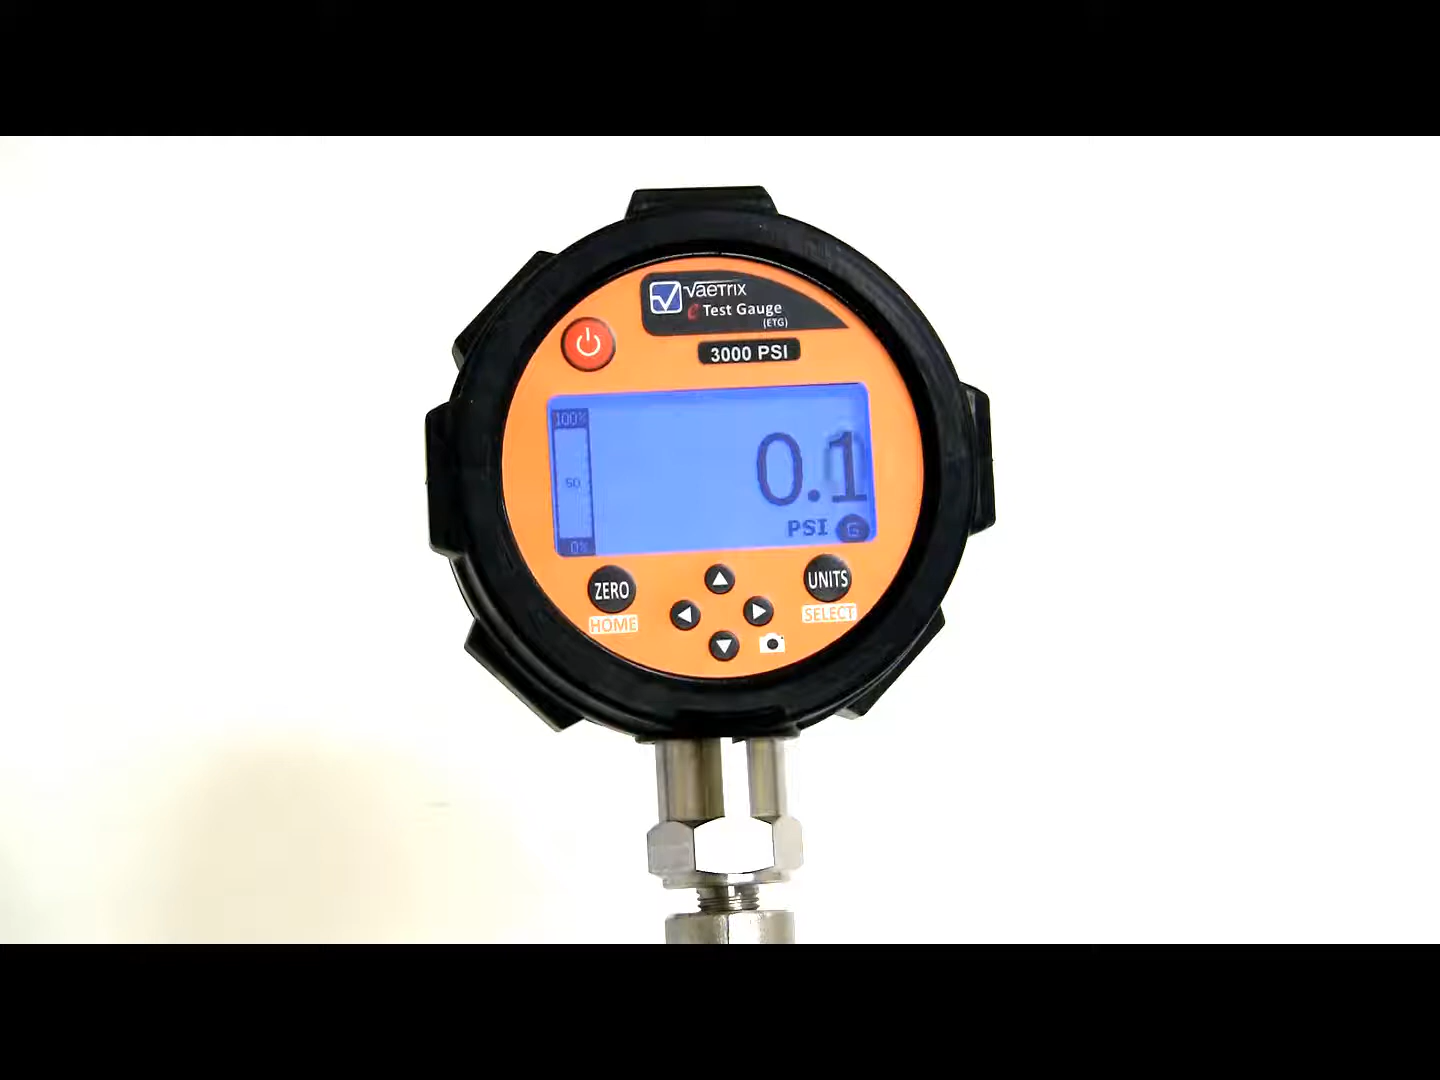 VAETRIX
e Test Gauge
(ETG)
3000 PSI
100%
50
0%
0.1
PSI G
ZERO
HOME
UNITS
SELECT